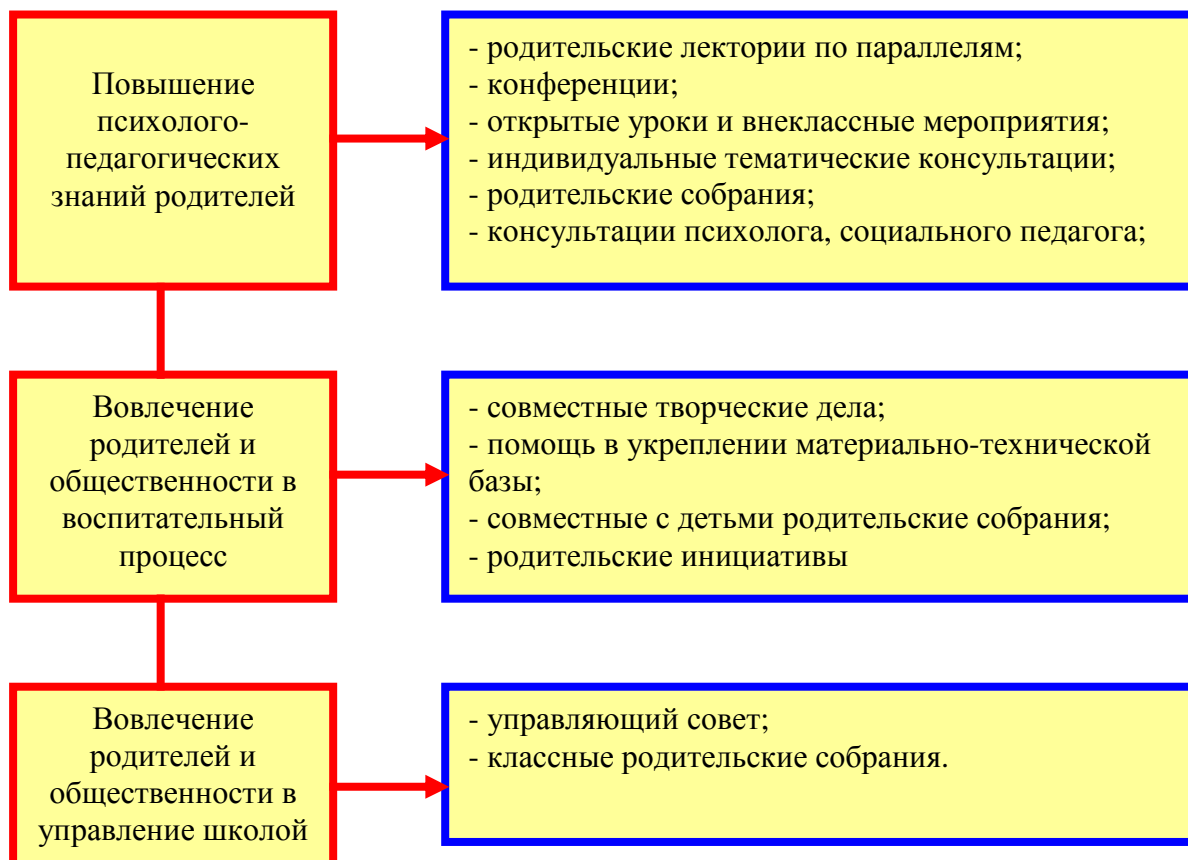 Повышение
психолого-
педагогических
знаний родителей
- родительские лектории по параллелям;
- конференции;
- открытые уроки и внеклассные мероприятия;
- индивидуальные тематические консультации;
- родительские собрания;
- консультации психолога, социального педагога;
Вовлечение
родителей и
общественности в
воспитательный
процесс
- совместные творческие дела;
- помощь в укреплении материально-технической
базы;
- совместные с детьми родительские собрания;
- родительские инициативы
Вовлечение
родителей и
общественности в
управление школой
- управляющий совет;
- классные родительские собрания.